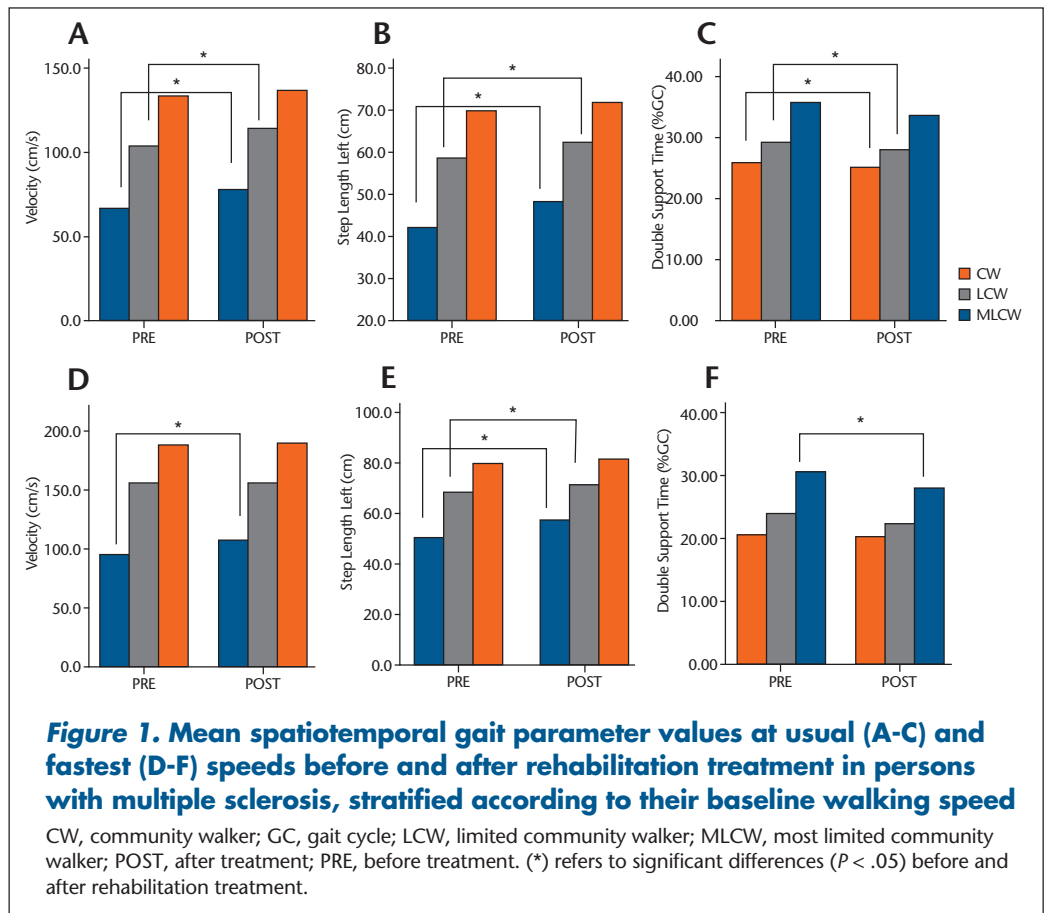 A
Velocity (cm/s)
150.0
100.0
50.0
0.0
*
*
PRE
POST
B
Step Length Left (cm)
80.0
70.0
60.0
50.0
40.0
30.0
20.0
*
*
PRE
POST
C
Double Support Time (%GC)
40.00
30.00
20.00
10.00
0.00
*
*
PRE
POST
CW
LCW
MLCW
D
Velocity (cm/s)
200.0
150.0
100.0
50.0
0.0
*
PRE
POST
E
Step Length Left (cm)
100.0
80.0
60.0
40.0
20.0
0.0
*
*
PRE
POST
F
Double Support Time (%GC)
40.00
30.00
20.00
10.00
0.00
*
PRE
POST
Figure 1. Mean spatiotemporal gait parameter values at usual (A-C) and
fastest (D-F) speeds before and after rehabilitation treatment in persons
with multiple sclerosis, stratified according to their baseline walking speed
CW, community walker; GC, gait cycle; LCW, limited community walker; MLCW, most limited community
walker; POST, after treatment; PRE, before treatment. (*) refers to significant differences (P < .05) before and
after rehabilitation treatment.